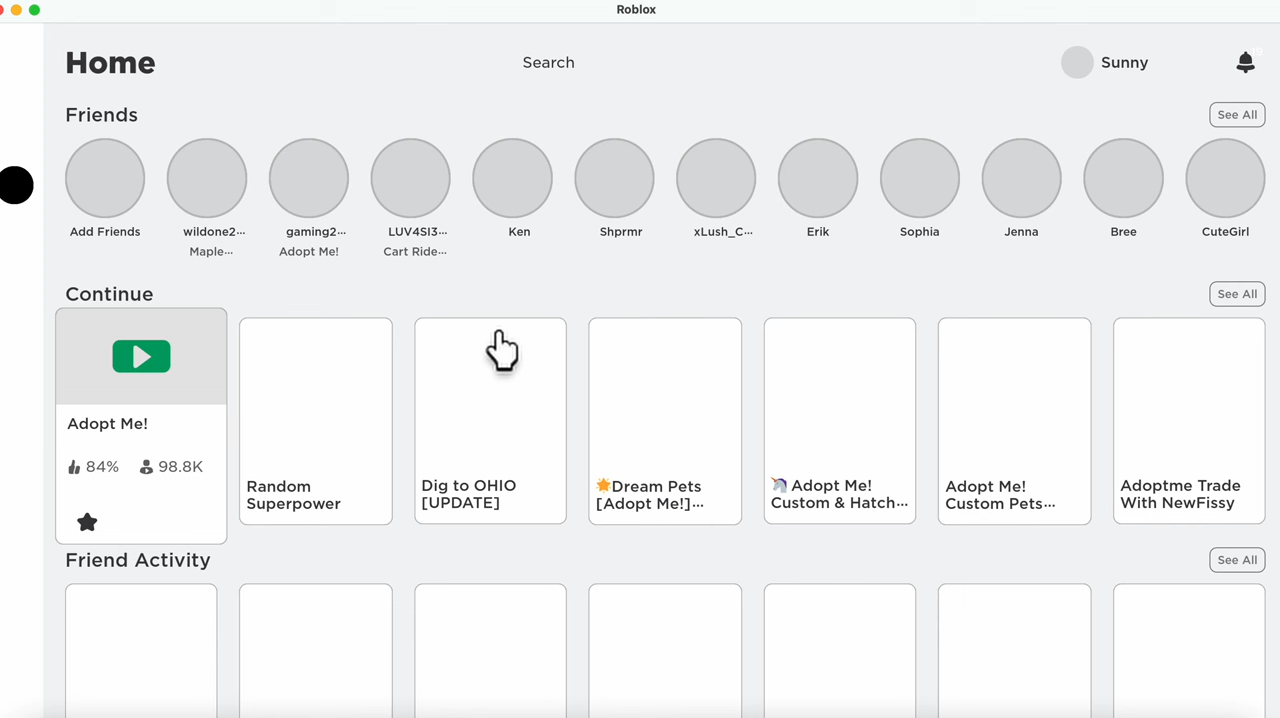 Roblox
Home
Search
Sunny
Friends
See All
Add Friends
wildone2...
gaming2...
LUV4SI3...
Ken
Shprmr
xLush_C...
Erik
Sophia
Jenna
Bree
CuteGirl
Maple...
Adopt Me!
Cart Ride...
Continue
See All
Adopt Me!
84% 98.8K
Random
Superpower
Dig to OHIO
[UPDATE]
🌟Dream Pets
[Adopt Me!]...
🦄 Adopt Me!
Custom & Hatch...
Adopt Me!
Custom Pets...
Adoptme Trade
With NewFissy
Friend Activity
See All